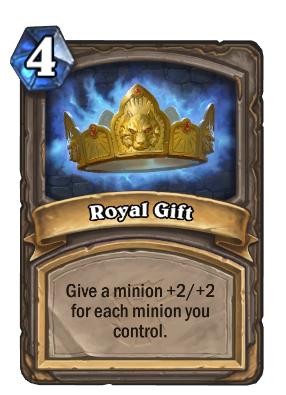 4
Royal Gift
Give a minion +2/+2
for each minion you
control.